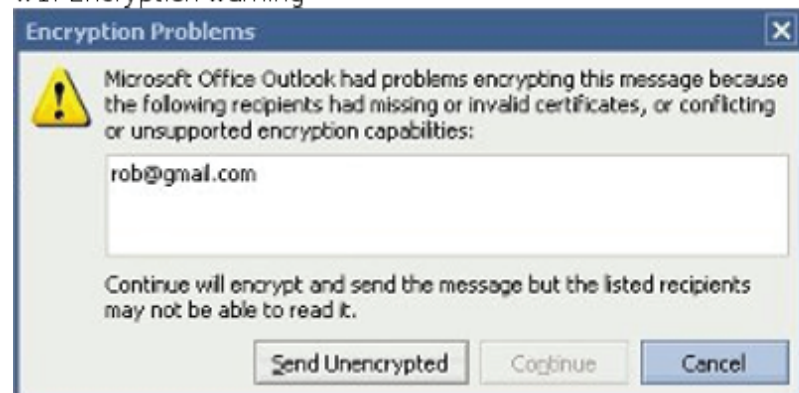 Encryption Problems
Microsoft Office Outlook had problems encrypting this message because
the following recipients had missing or invalid certificates, or conflicting
or unsupported encryption capabilities:
rob@gmail.com
Continue will encrypt and send the message but the listed recipients
may not be able to read it.
Send Unencrypted Continue Cancel